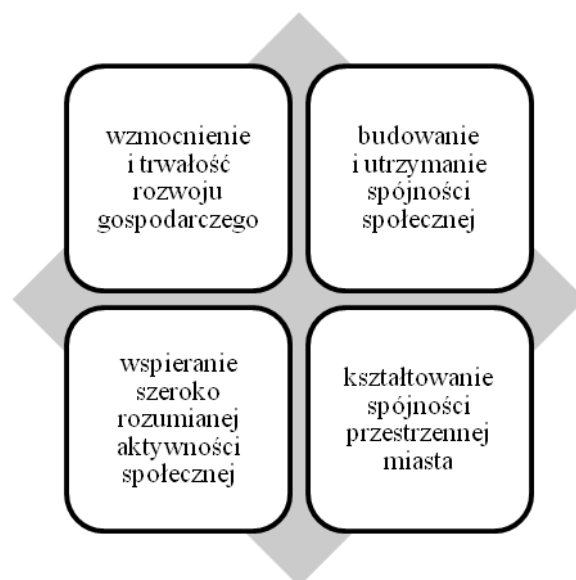 wzmocnienie
i trwałość
rozwoju
gospodarczego
budowanie
i utrzymanie
spójności
społecznej
wspieranie
szeroko
rozumianej
aktywności
społecznej
kształtowanie
spójności
przestrzennej
miasta